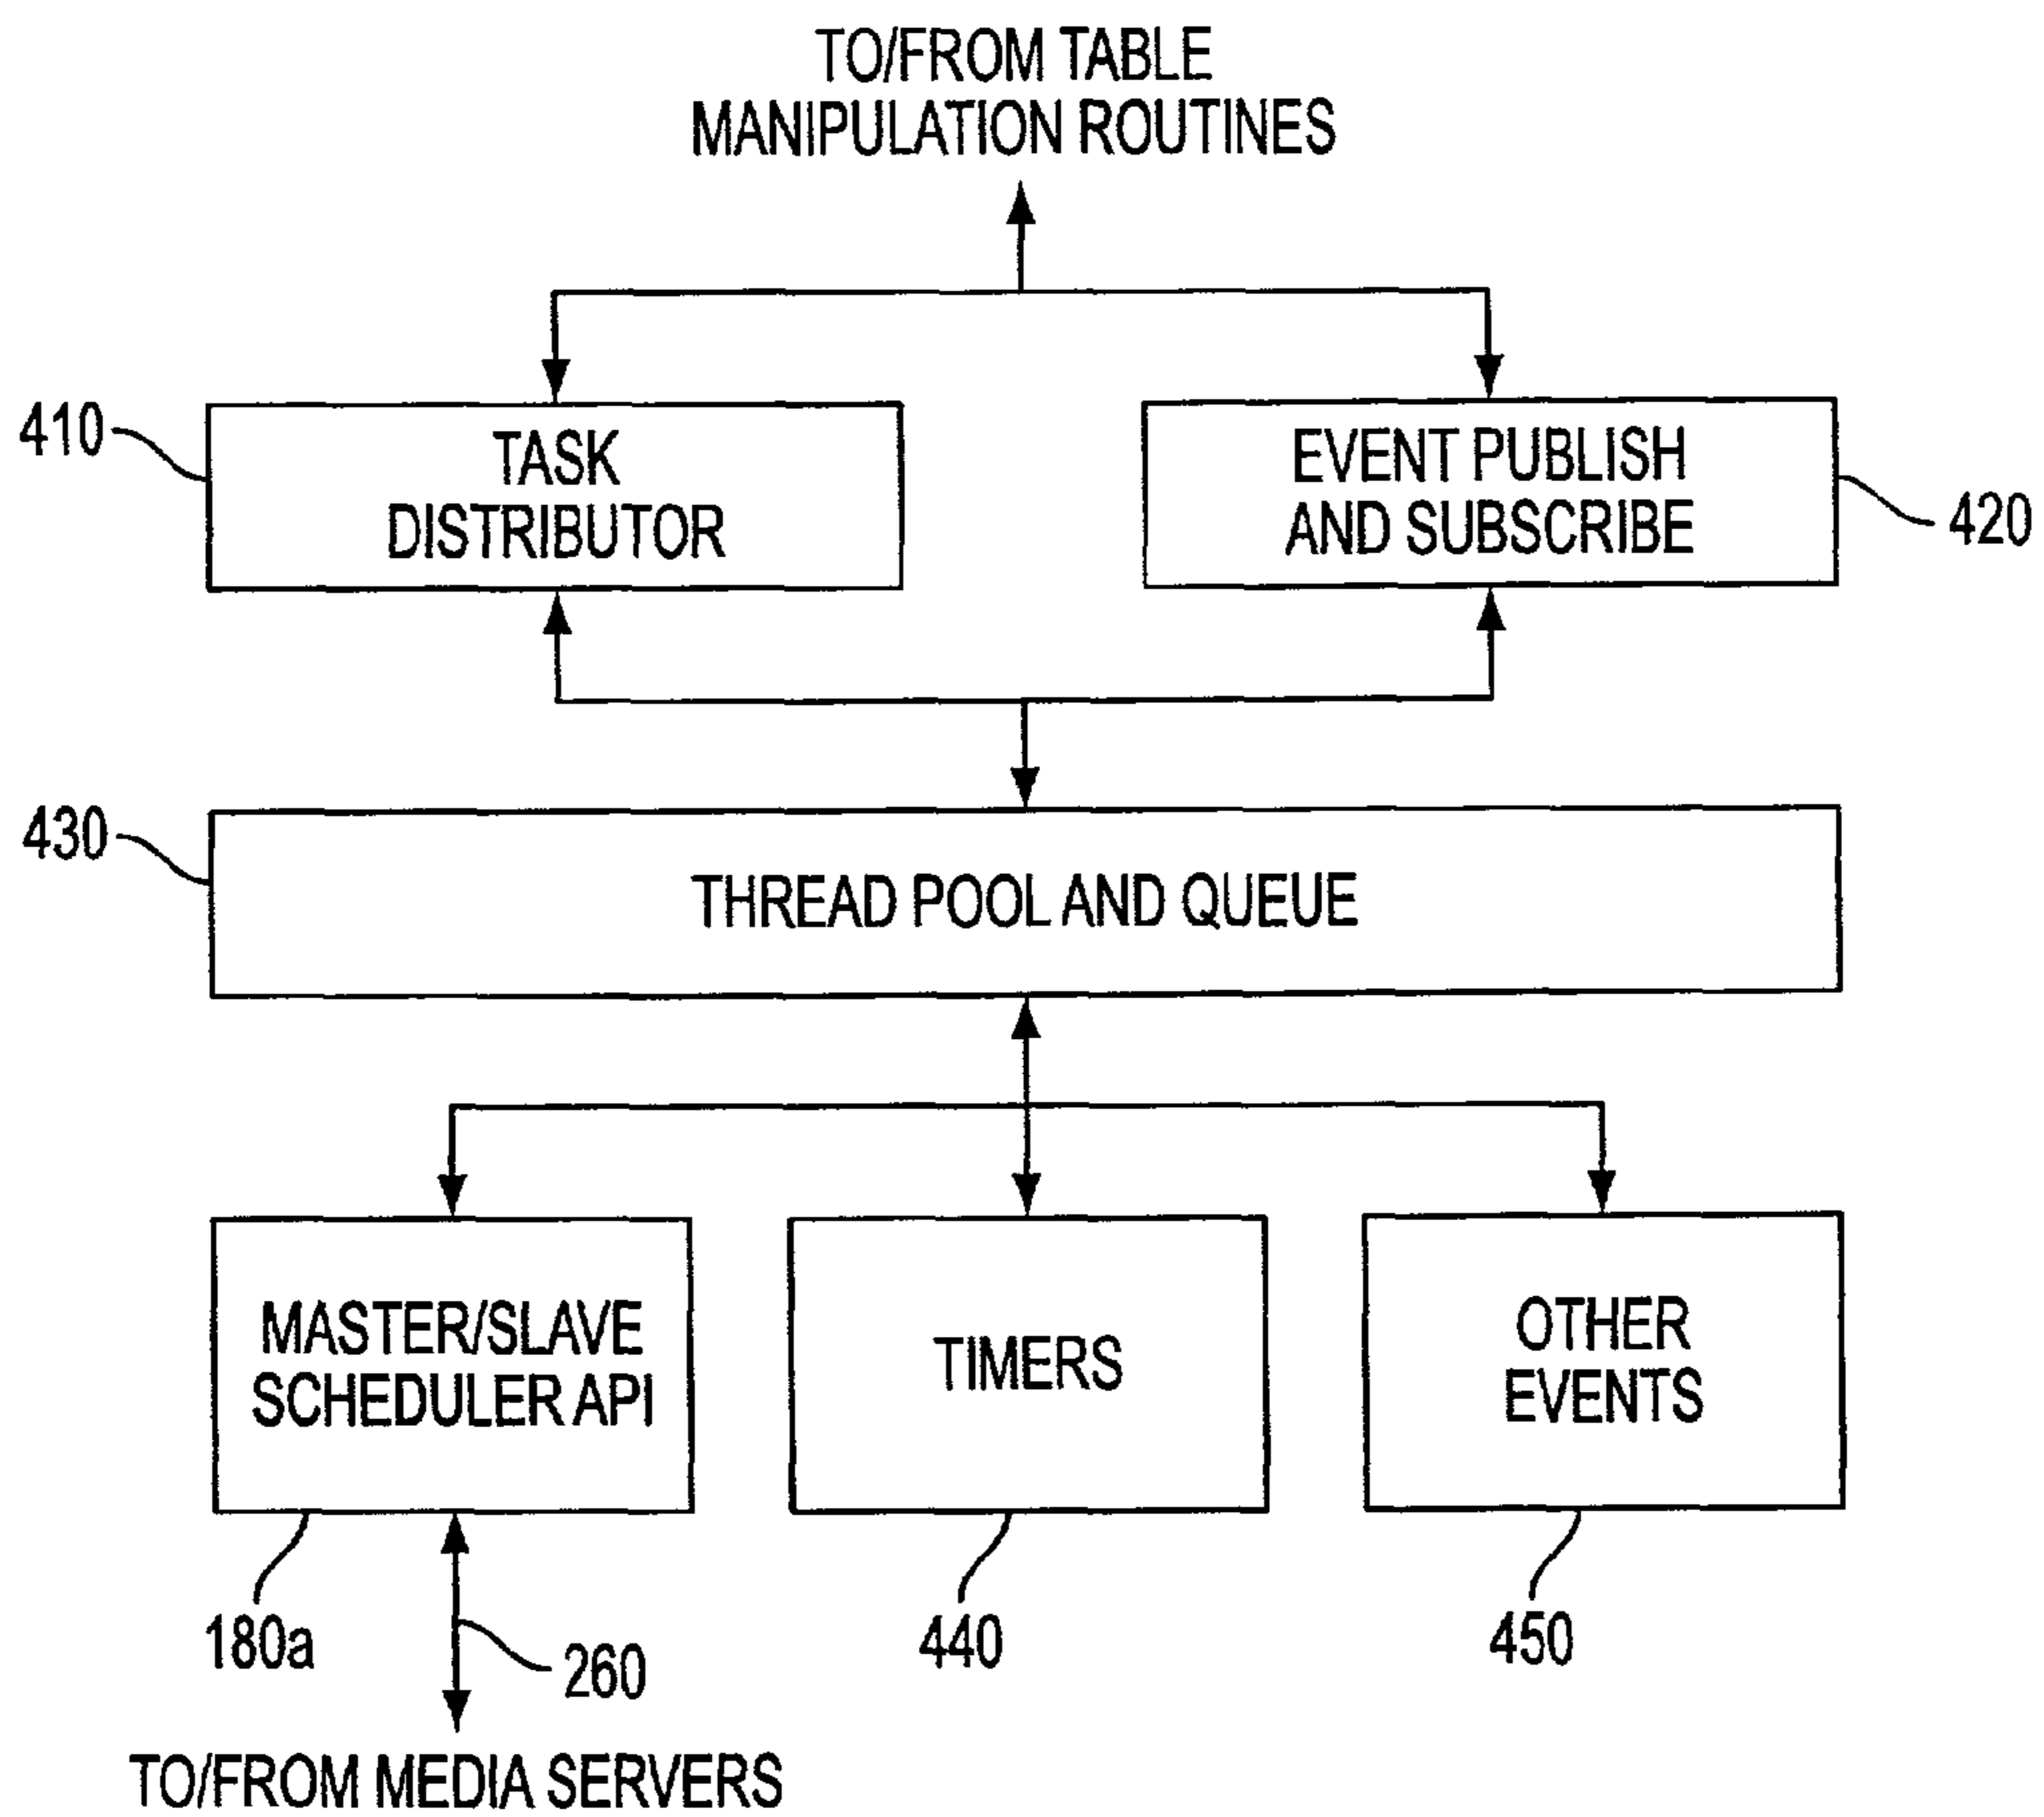 TO/FROM TABLE
MANIPULATION ROUTINES
410
TASK
DISTRIBUTOR
EVENT PUBLISH
AND SUBSCRIBE
420
430
THREAD POOL AND QUEUE
MASTER/SLAVE
SCHEDULER API
TIMERS
OTHER
EVENTS
180a
260
440
450
TO/FROM MEDIA SERVERS